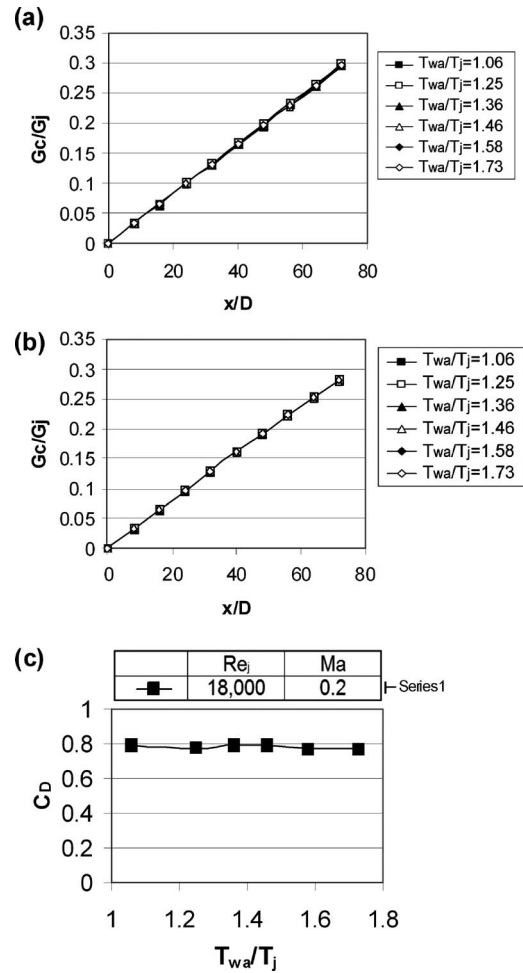 (a)
0.35
0.3
0.25
0.2
0.15
0.1
0.05
0
Gc/Gj
0 20 40 60 80
x/D
Twa/Tj=1.06
Twa/Tj=1.25
Twa/Tj=1.36
Twa/Tj=1.46
Twa/Tj=1.58
Twa/Tj=1.73
(b)
0.35
0.3
0.25
0.2
0.15
0.1
0.05
0
Gc/Gj
0 20 40 60 80
x/D
Twa/Tj=1.06
Twa/Tj=1.25
Twa/Tj=1.36
Twa/Tj=1.46
Twa/Tj=1.58
Twa/Tj=1.73
(c)
Rej Ma
18,000 0.2
Series1
1
0.8
0.6
0.4
0.2
0
CD
1 1.2 1.4 1.6 1.8
Twa/Tj